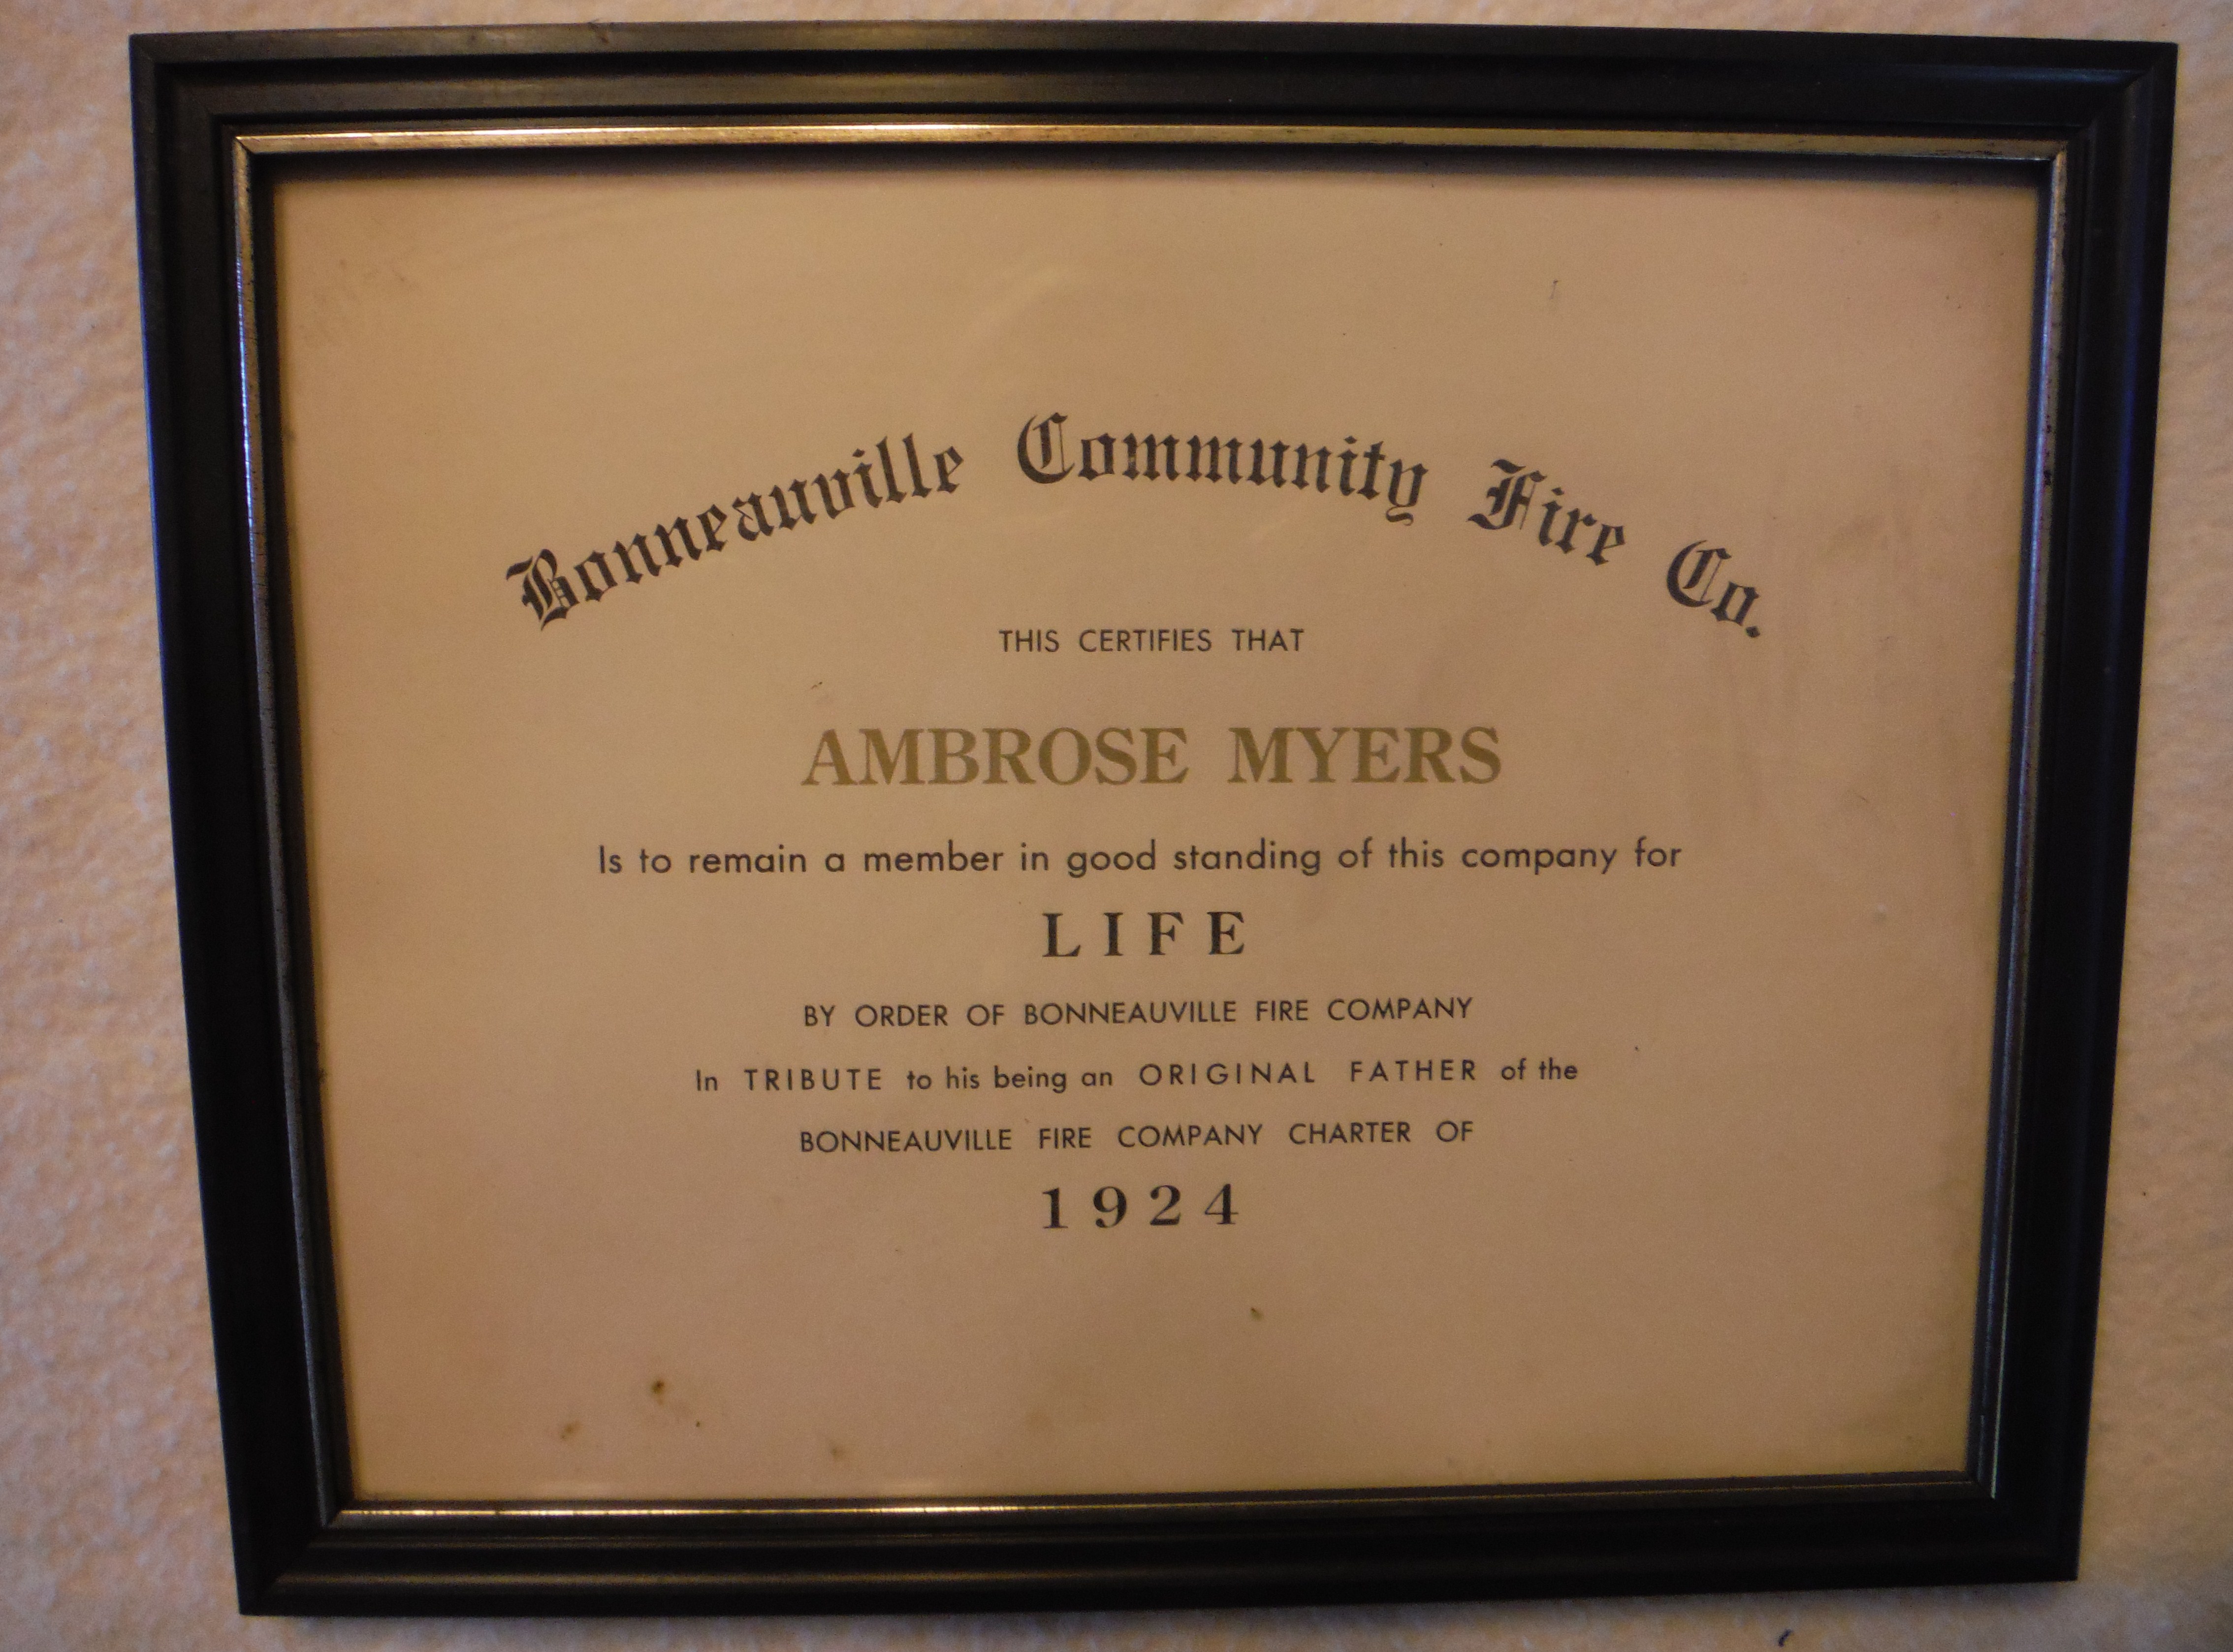 Bonneauville Community Fire Co.
THIS CERTIFIES THAT
AMBROSE MYERS
Is to remain a member in good standing of this company for
LIFE
BY ORDER OF BONNEAUVILLE FIRE COMPANY
In TRIBUTE to his being an ORIGINAL FATHER of the
BONNEAUVILLE FIRE COMPANY CHARTER OF
1924